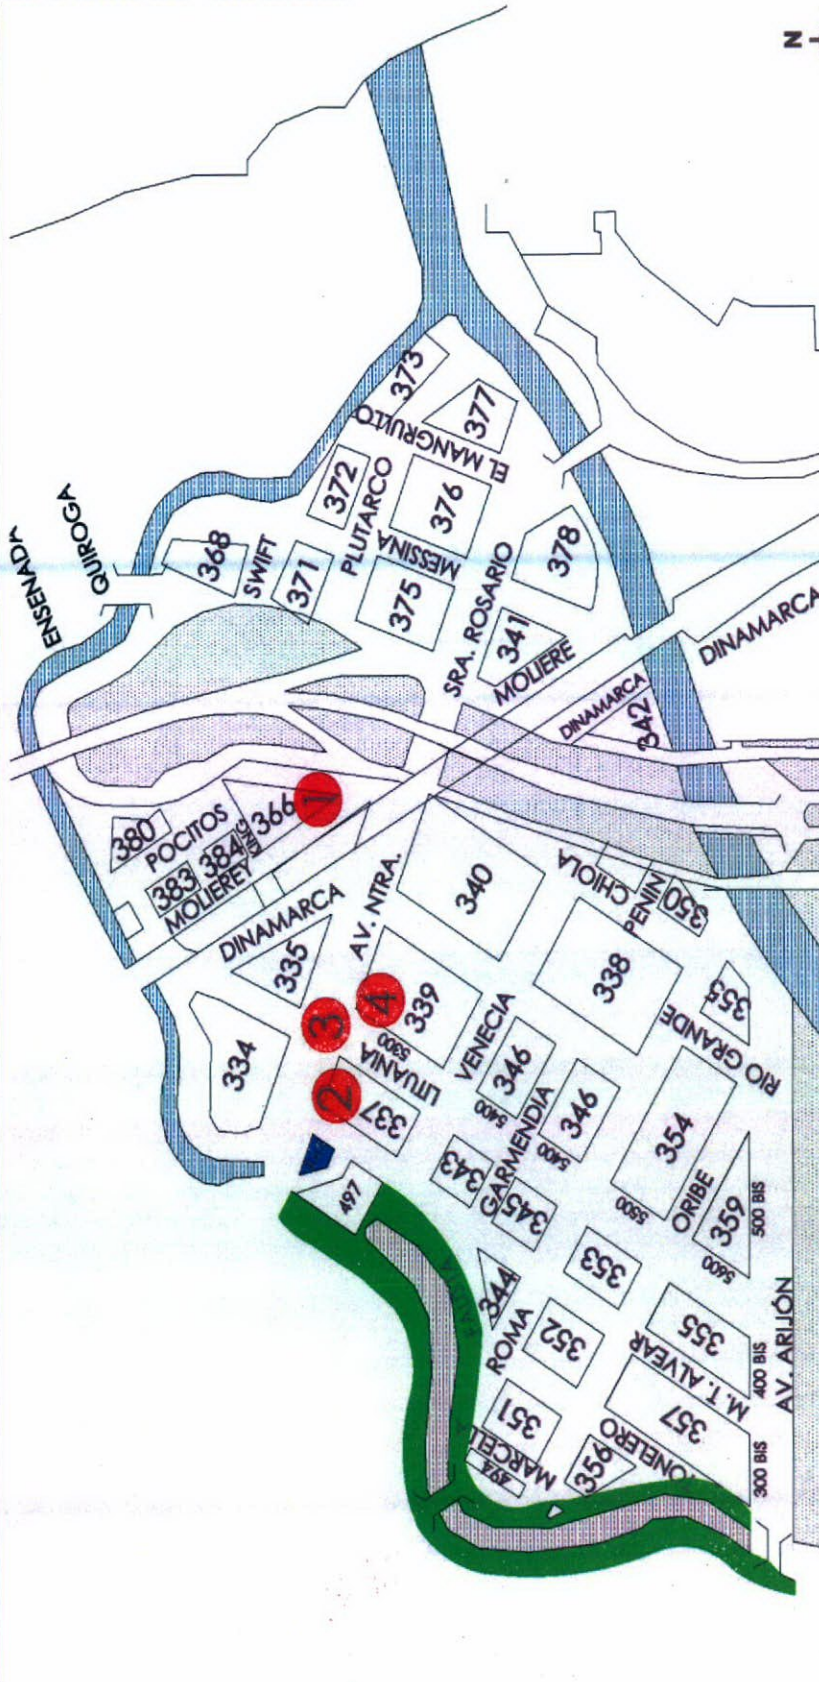 N
373
EL MANGRULLO
377
372
PLUTARCO
376
ENSENADA
QUIROGA
368
SWIFT
371
MESSINA
375
378
SRA. ROSARIO
341
MOLIERE
DINAMARCA
DINAMARCA
342
1
366
380
POCITOS
384
383
MOLIEREY
DINAMARCA
335
AV. NTRA.
340
CHIOLA
PENIN
350
338
4
3
339
5300
334
2
LITUANIA
337
VENECIA
346
5400
355
RIO GRANDE
346
5400
GARMENDIA
343
345
354
5500
ORIBE
359
5600
500 BIS
497
344
353
ROMA
352
355
M. T. ALVEAR
400 BIS
AV. ARIJÓN
351
494
357
356
300 BIS